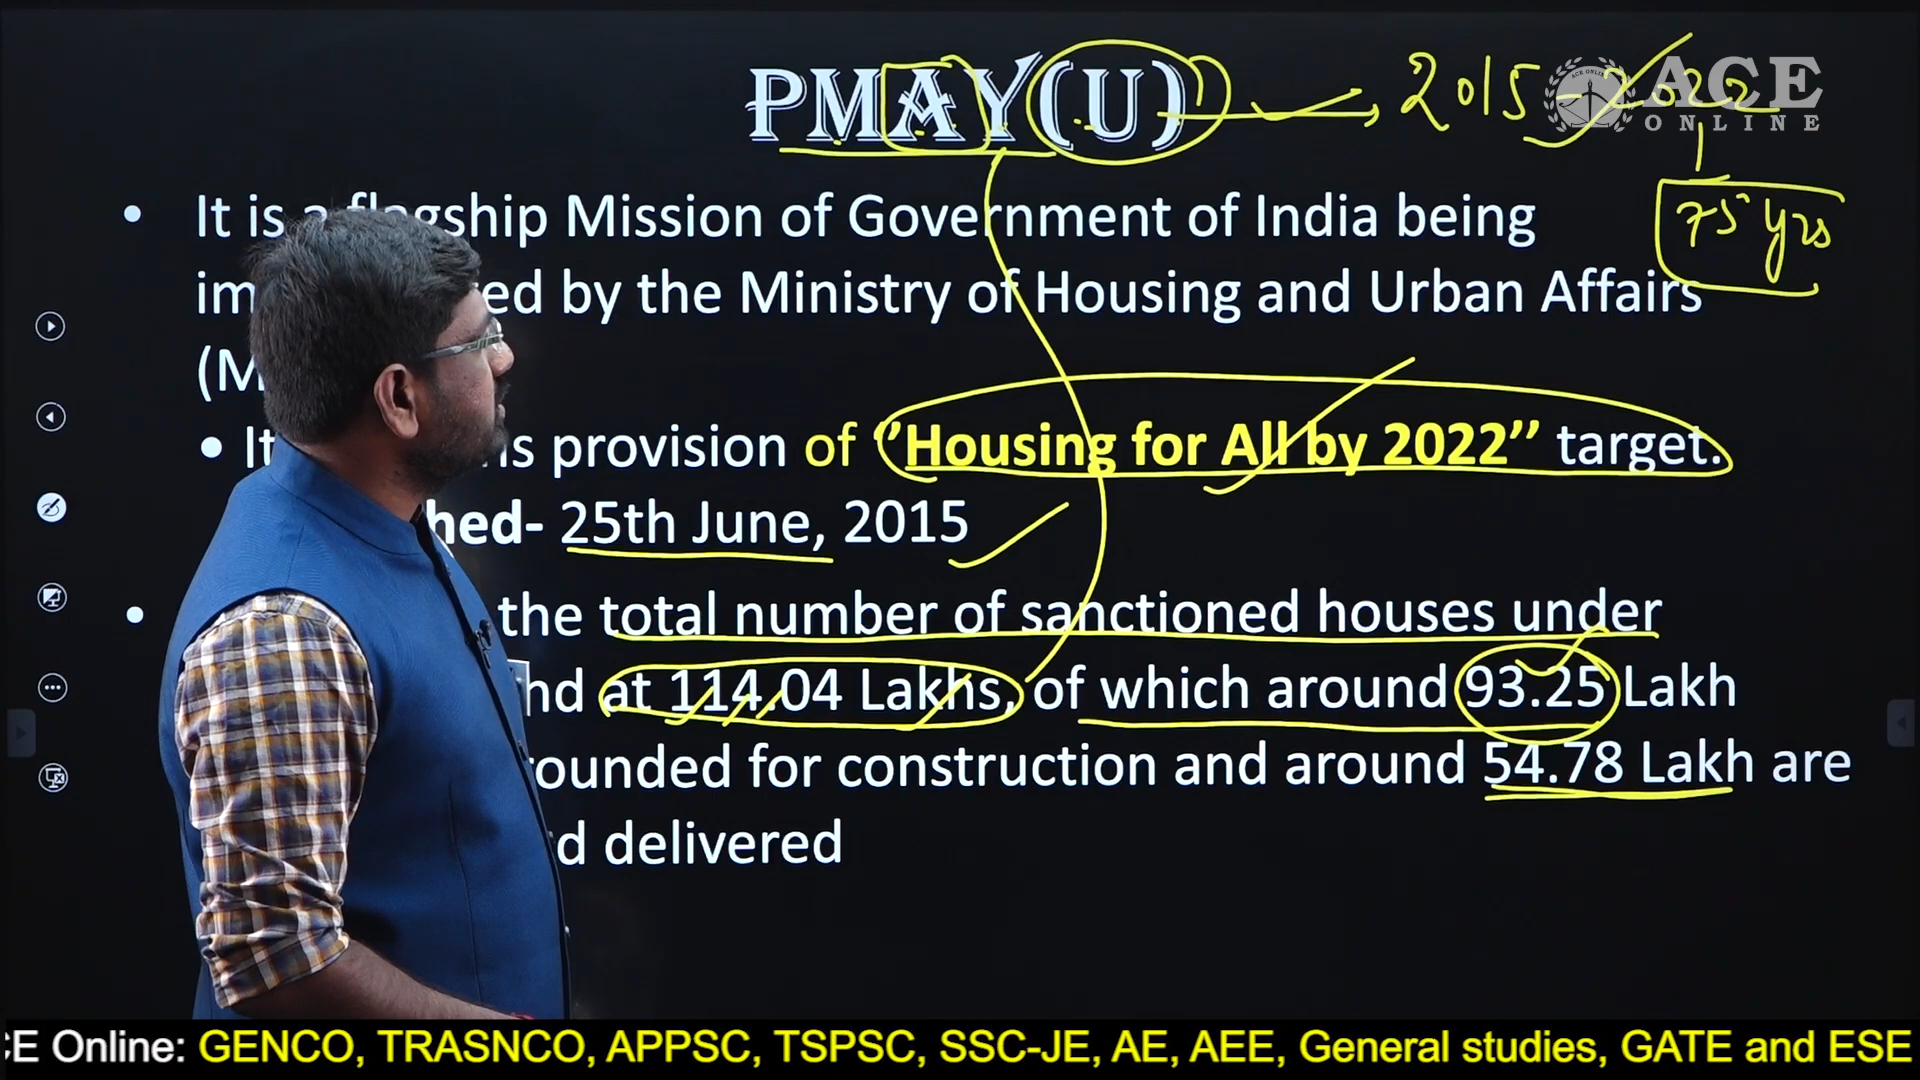 PMAY(U)
2015 - 2022
ACE
ONLINE
75 yrs
• It is a flagship Mission of Government of India being
ed by the Ministry of Housing and Urban Affairs
(M
• It provision of ‘’Housing for All by 2022’’ target.
hed- 25th June, 2015
• the total number of sanctioned houses under
at 114.04 Lakhs, of which around 93.25 Lakh
rounded for construction and around 54.78 Lakh are
d delivered
CE Online: GENCO, TRASNCO, APPSC, TSPSC, SSC-JE, AE, AEE, General studies, GATE and ESE